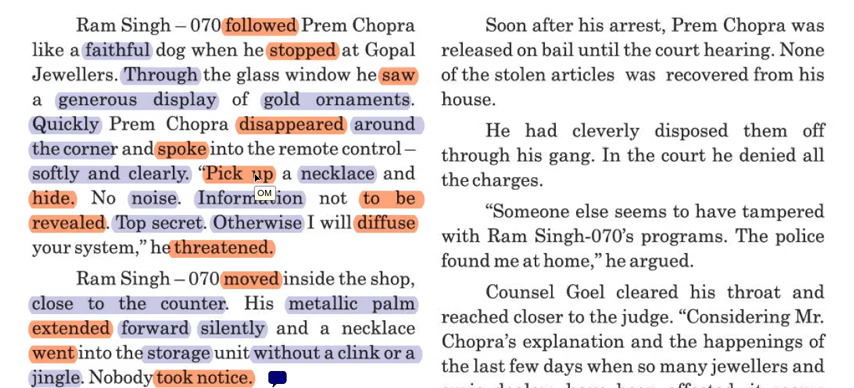 Ram Singh – 070 followed Prem Chopra
like a faithful dog when he stopped at Gopal
Jewellers. Through the glass window he saw
a generous display of gold ornaments.
Quickly Prem Chopra disappeared around
the corner and spoke into the remote control –
softly and clearly. “Pick up a necklace and
OM
hide. No noise. Information not to be
revealed. Top secret. Otherwise I will diffuse
your system,” he threatened.
Ram Singh – 070 moved inside the shop,
close to the counter. His metallic palm
extended forward silently and a necklace
went into the storage unit without a clink or a
jingle. Nobody took notice.
Soon after his arrest, Prem Chopra was
released on bail until the court hearing. None
of the stolen articles was recovered from his
house.
He had cleverly disposed them off
through his gang. In the court he denied all
the charges.
“Someone else seems to have tampered
with Ram Singh-070’s programs. The police
found me at home,” he argued.
Counsel Goel cleared his throat and
reached closer to the judge. “Considering Mr.
Chopra’s explanation and the happenings of
the last few days when so many jewellers and